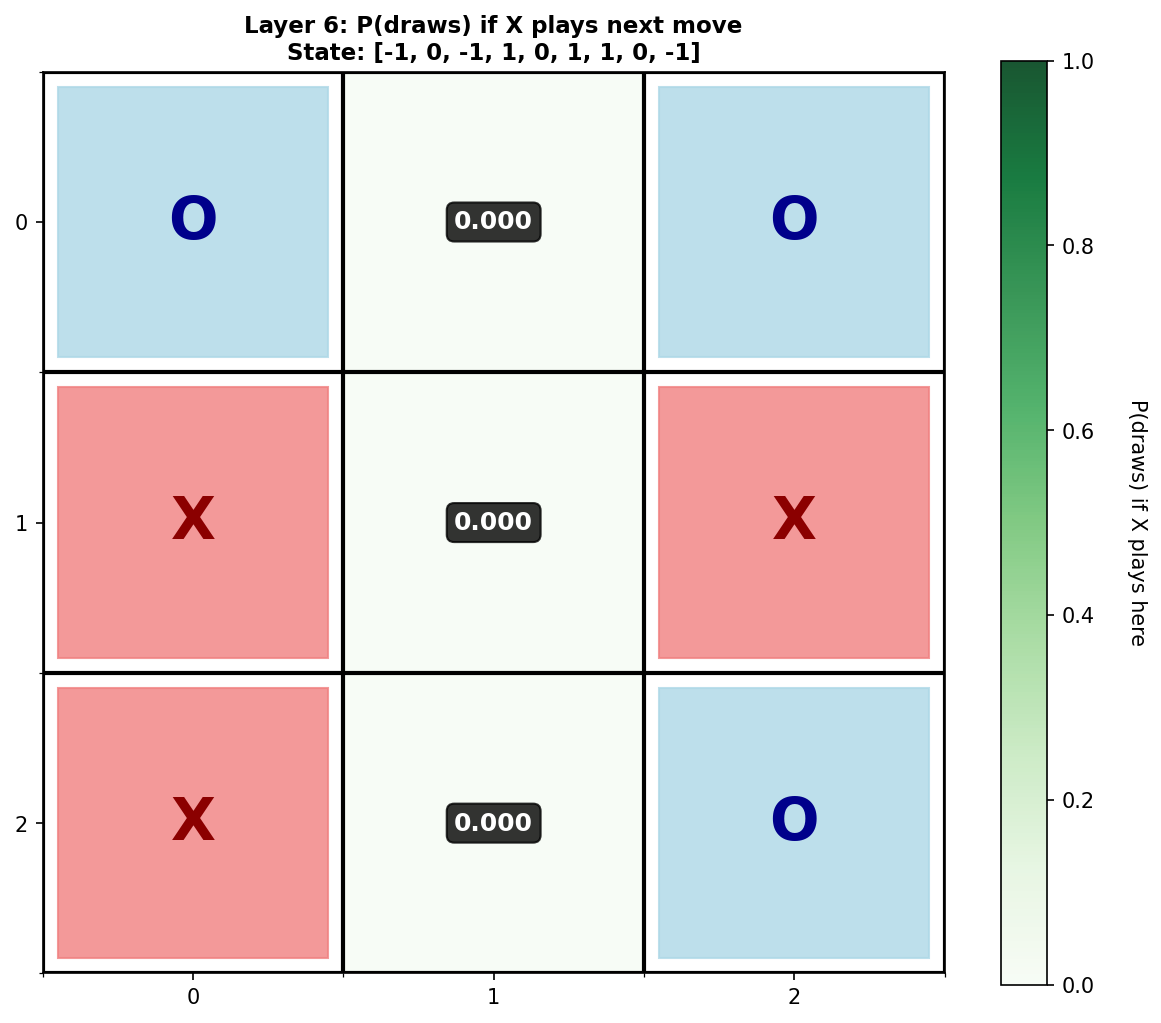 Layer 6: P(draws) if X plays next move
State: [-1, 0, -1, 1, 0, 1, 1, 0, -1]
0
O
0.000
O
1
X
0.000
X
2
X
0.000
O
0
1
2
1.0
0.8
0.6
0.4
0.2
0.0
P(draws) if X plays here